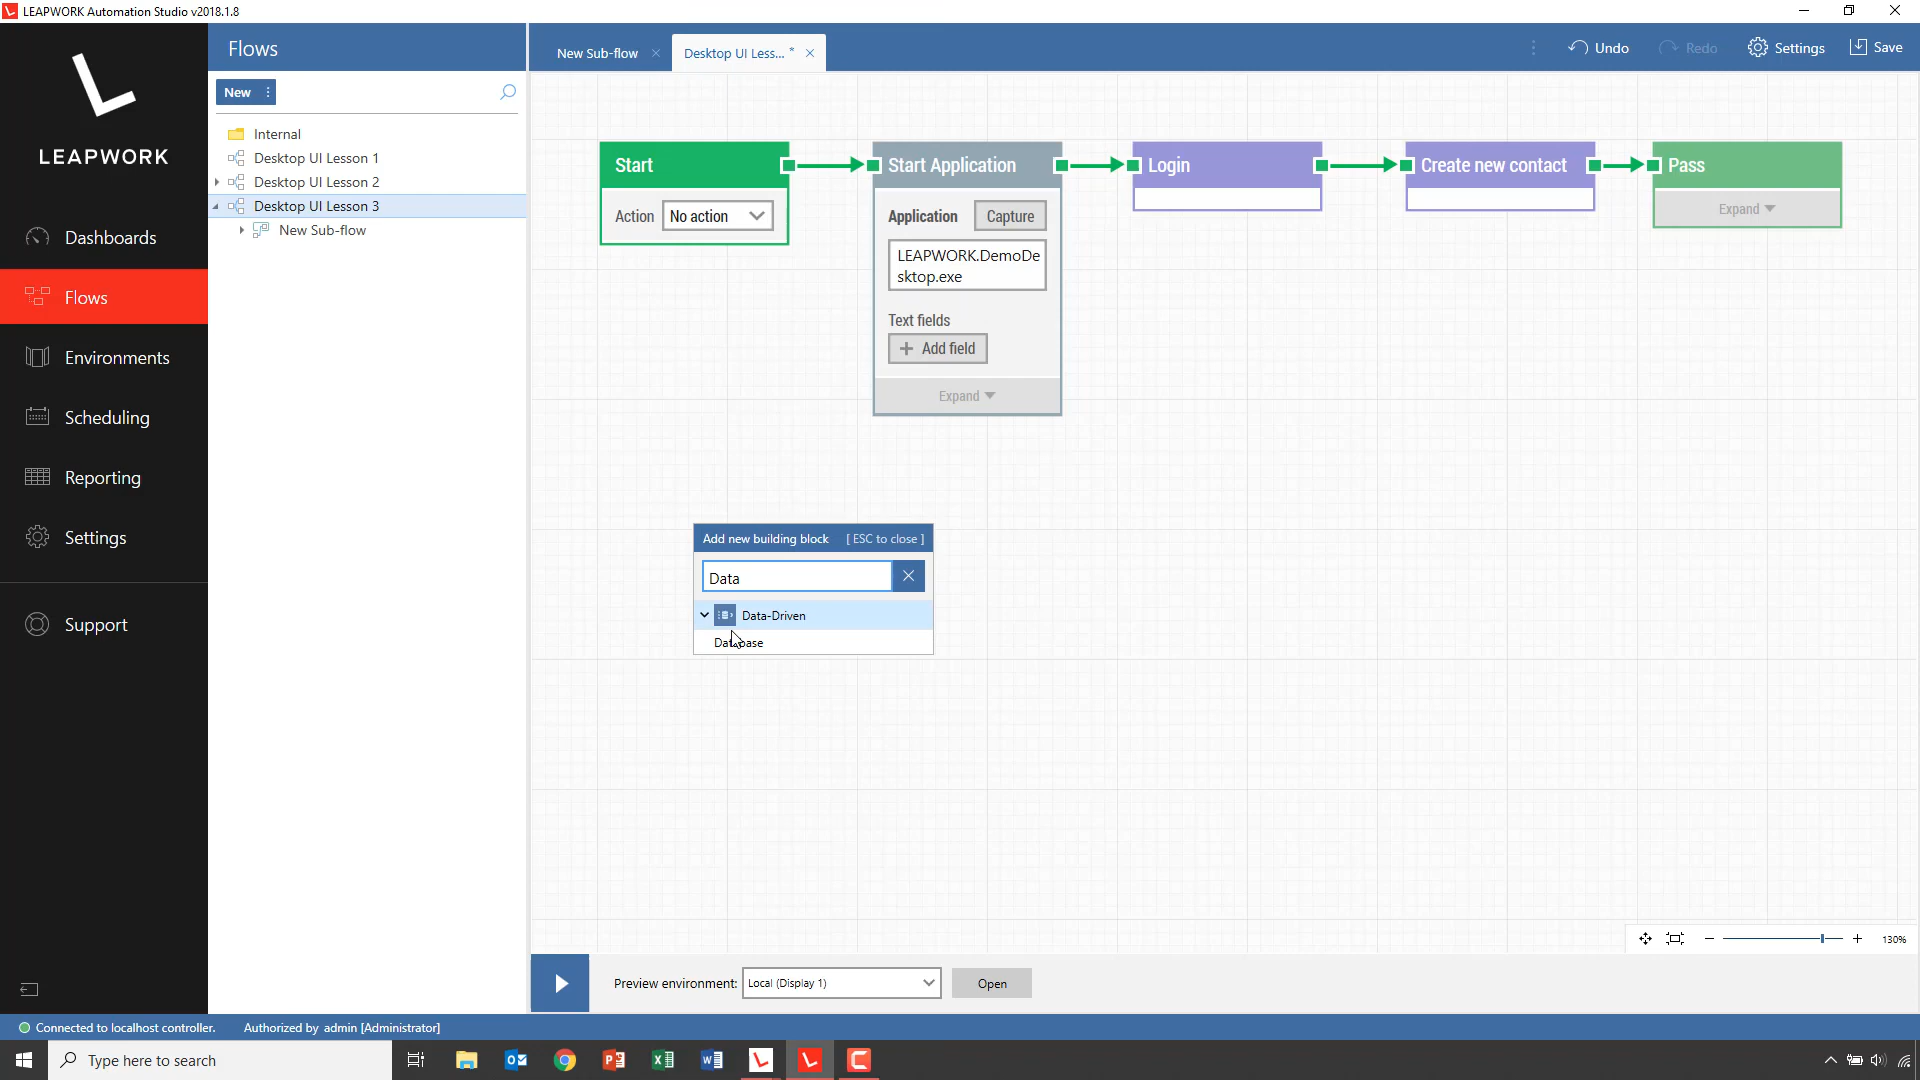 LEAPWORK Automation Studio v2018.1.8
LEAPWORK
Dashboards
Flows
Environments
Scheduling
Reporting
Settings
Support
Flows
New
Internal
Desktop UI Lesson 1
Desktop UI Lesson 2
Desktop UI Lesson 3
New Sub-flow
New Sub-flow
Desktop UI Less... *
Undo
Redo
Settings
Save
Start
Action
No action
Start Application
Application
Capture
LEAPWORK.DemoDe
sktop.exe
Text fields
Add field
Expand
Login
Create new contact
Pass
Expand
Add new building block [ ESC to close ]
Data
Data-Driven
Database
130%
Preview environment:
Local (Display 1)
Open
Connected to localhost controller.
Authorized by admin [Administrator]
Type here to search